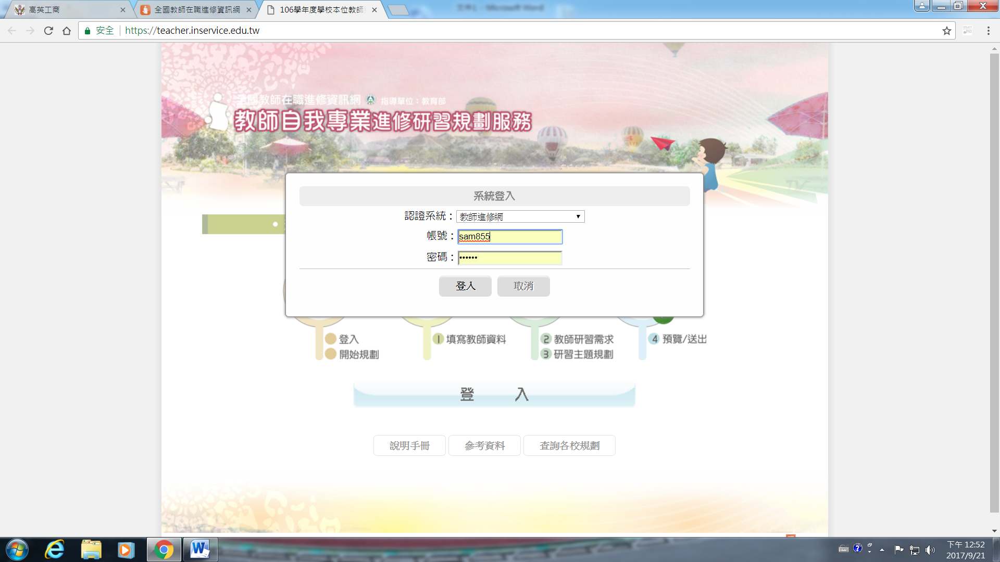 高英工商
全國教師在職進修資訊網
106學年度學校本位教師
安全
https://teacher.inservice.edu.tw
全國教師在職進修資訊網 指導單位：教育部
教師自我專業進修研習規劃服務
系統登入
認證系統： 教師進修網
帳號： sam855
密碼： ••••••
登入 取消
登入
開始規劃
1 填寫教師資料
2 教師研習需求
3 研習主題規劃
4 預覽/送出
登 入
說明手冊 參考資料 查詢各校規劃
下午 12:52
2017/9/21